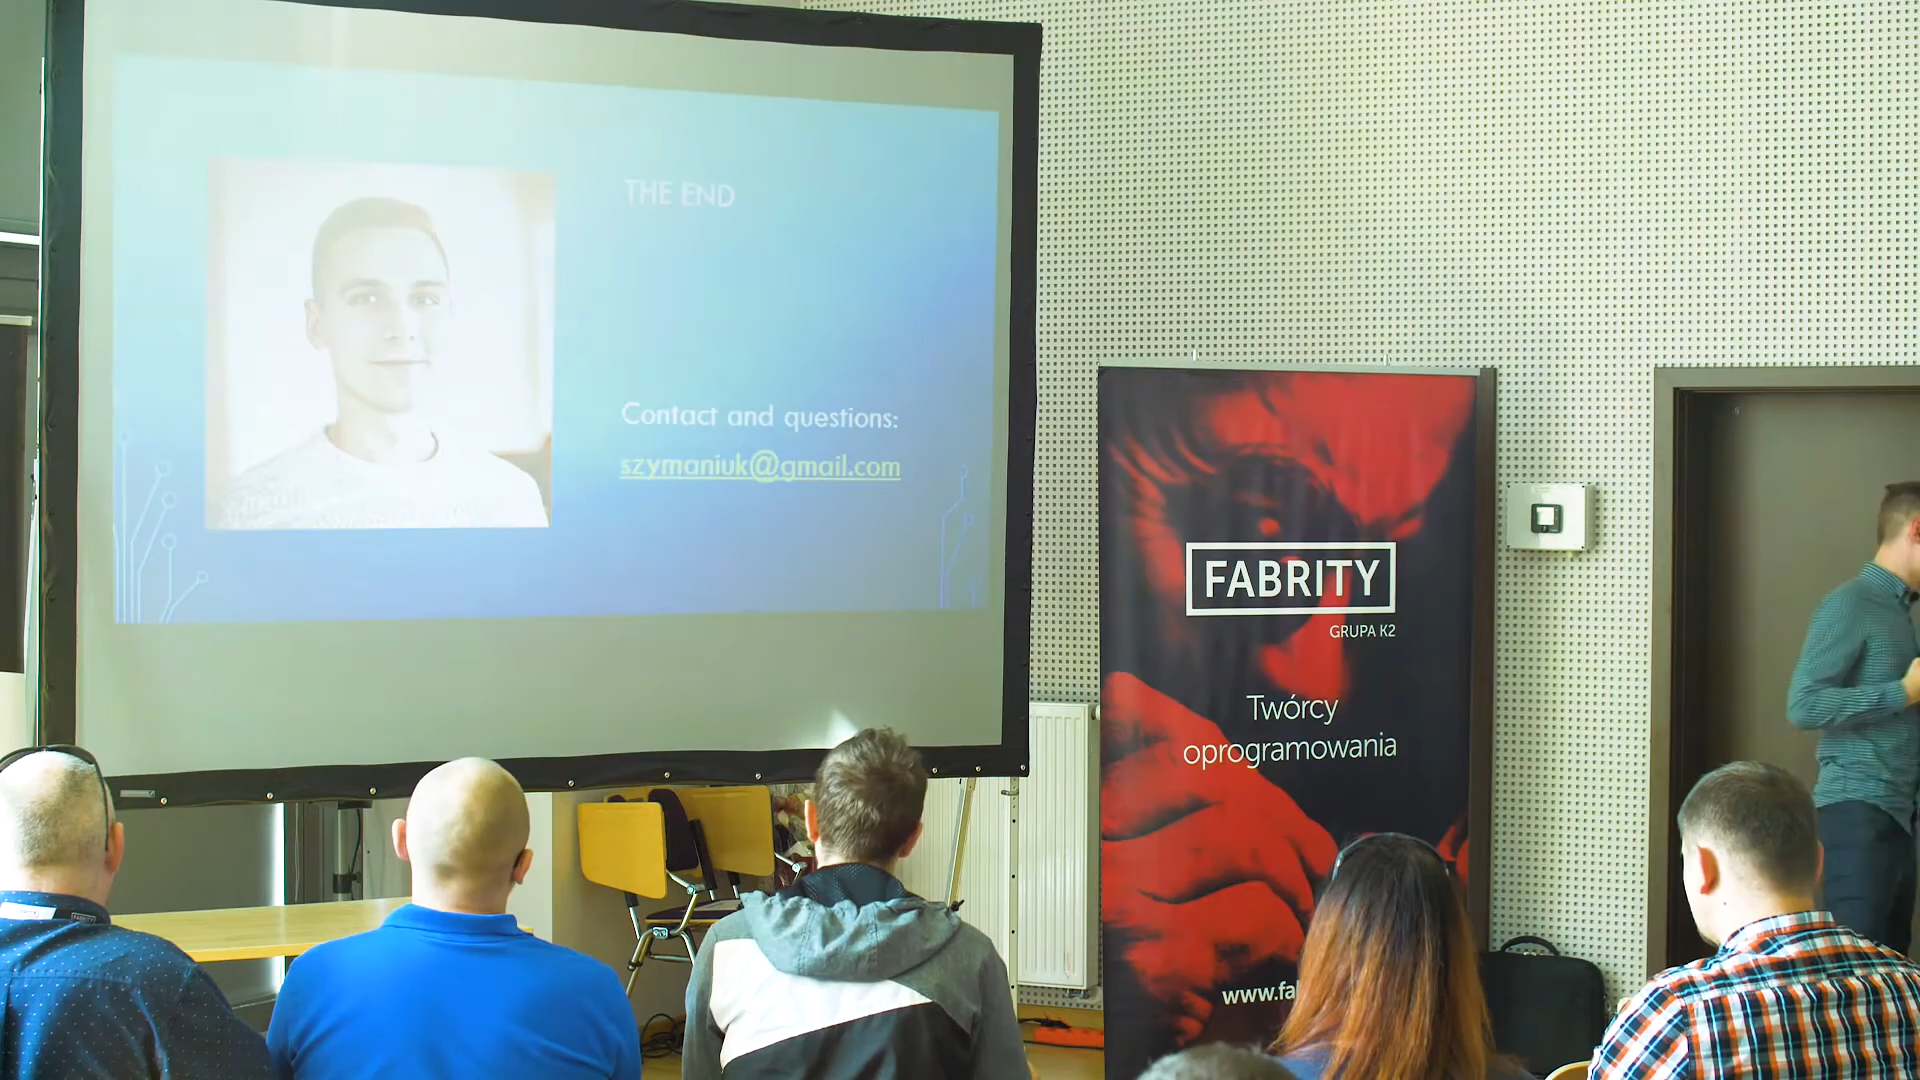 THE END
Contact and questions:
szymaniuk@gmail.com
FABRITY
GRUPA K2
Twórcy
oprogramowania
www.fa